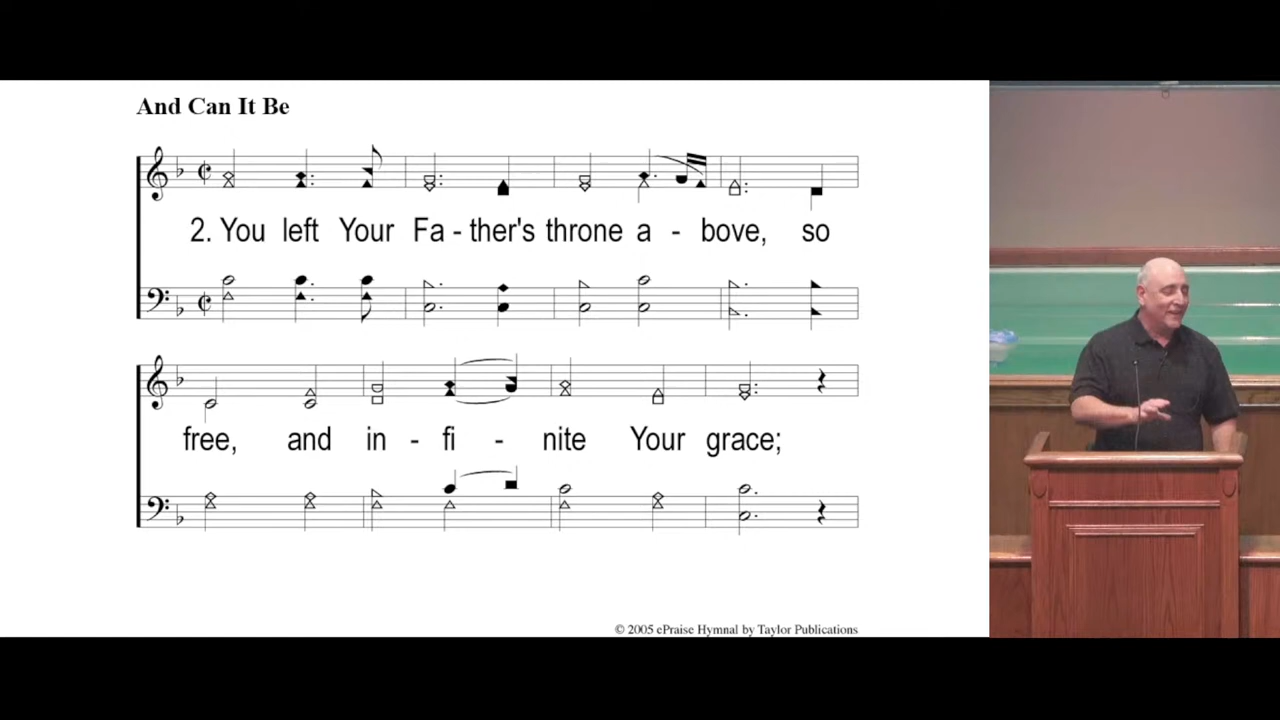 And Can It Be
2. You left Your Fa - ther's throne a - bove, so
free, and in - fi - nite Your grace;
© 2005 ePraise Hymnal by Taylor Publications